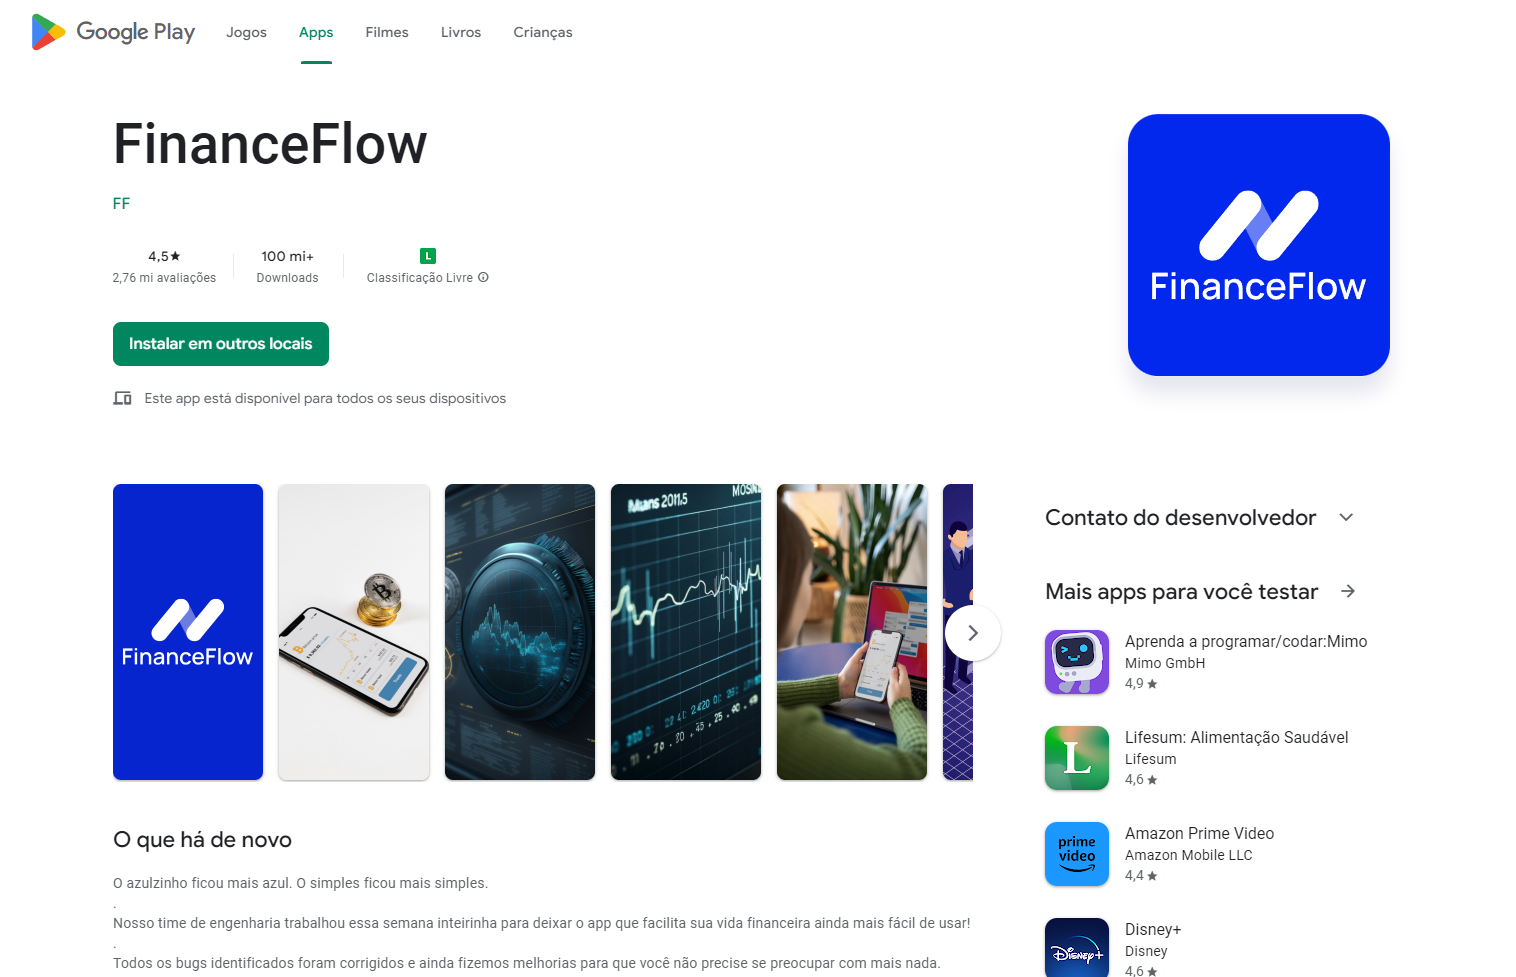 Google Play
Jogos
Apps
Filmes
Livros
Crianças
FinanceFlow
FF
4,5★
2,76 mi avaliações
100 mi+
Downloads
L
Classificação Livre
Instalar em outros locais
Este app está disponível para todos os seus dispositivos
FinanceFlow
FinanceFlow
Contato do desenvolvedor
Mais apps para você testar
Aprenda a programar/codar:Mimo
Mimo GmbH
4,9 ★
L
Lifesum: Alimentação Saudável
Lifesum
4,6 ★
prime
video
Amazon Prime Video
Amazon Mobile LLC
4,4 ★
Disney+
Disney+
Disney
4,6 ★
O que há de novo
O azulzinho ficou mais azul. O simples ficou mais simples.
.
Nosso time de engenharia trabalhou essa semana inteirinha para deixar o app que facilita sua vida financeira ainda mais fácil de usar!
.
Todos os bugs identificados foram corrigidos e ainda fizemos melhorias para que você não precise se preocupar com mais nada.